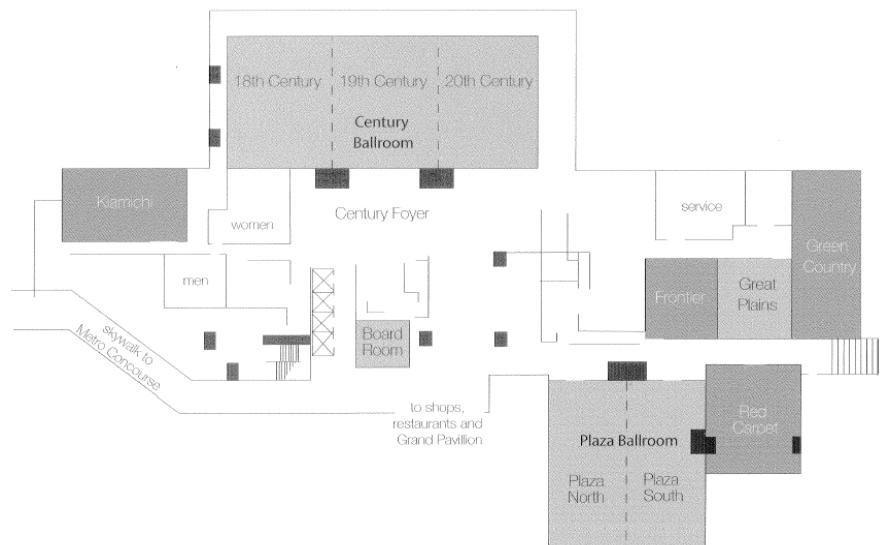 18th Century
19th Century
20th Century
Century
Ballroom
Kiamichi
women
Century Foyer
service
men
Green
Country
Frontier
Great
Plains
skywalk to
Metro Concourse
Board
Room
to shops,
restaurants and
Grand Pavillion
Red
Carpet
Plaza Ballroom
Plaza
North
Plaza
South